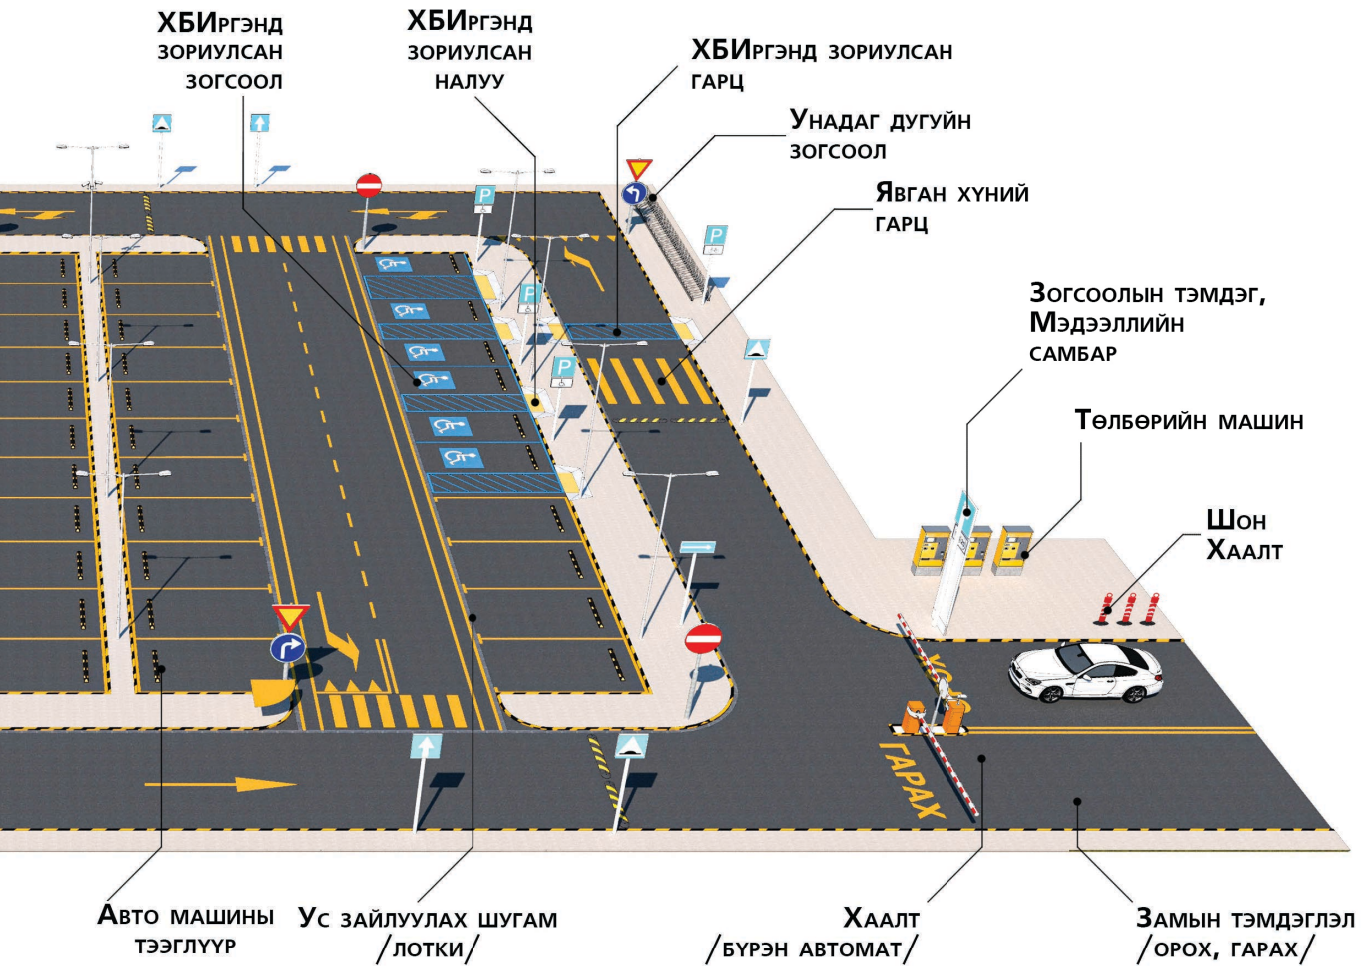 ХБИРГЭНД
ЗОРИУЛСАН
ЗОГСООЛ
ХБИРГЭНД
ЗОРИУЛСАН
НАЛУУ
ХБИРГЭНД ЗОРИУЛСАН
ГАРЦ
УНАДАГ ДУГУЙН
ЗОГСООЛ
ЯВГАН ХҮНИЙ
ГАРЦ
ЗОГСООЛЫН ТЭМДЭГ,
МЭДЭЭЛЛИЙН
САМБАР
ТӨЛБӨРИЙН МАШИН
ШОН
ХААЛТ
P
P
P
P
ГАРАХ
АВТО МАШИНЫ
ТЭЭГЛҮҮР
УС ЗАЙЛУУЛАХ ШУГАМ
/ЛОТКИ/
ХААЛТ
/БҮРЭН АВТОМАТ/
ЗАМЫН ТЭМДЭГЛЭЛ
/ОРОХ, ГАРАХ/